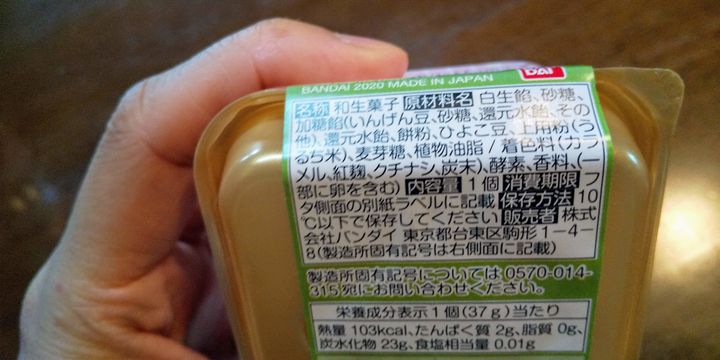 BANDAI 2020 MADE IN JAPAN
DAI
名称 和生菓子 原材料名 白生餡、砂糖、
加糖餡(いんげん豆、砂糖、還元水飴、その
他)、還元水飴、餅粉、ひよこ豆、上用粉(う
るち米)、麦芽糖、植物油脂/着色料(カラ
メル、紅麹、クチナシ、炭末)、酵素、香料、(一
部に卵を含む) 内容量 1個 消費期限 フ
タ側面の別紙ラベルに記載 保存方法 10
℃以下で保存してください 販売者 株式
会社バンダイ 東京都台東区駒形1-4-
8(製造所固有記号は右側面に記載)
製造所固有記号については 0570-014-
315宛にお問い合わせください。
栄養成分表示 1個(37g)当たり
熱量 103kcal、たんぱく質 2g、脂質 0g、
炭水化物 23g、食塩相当量 0.01g